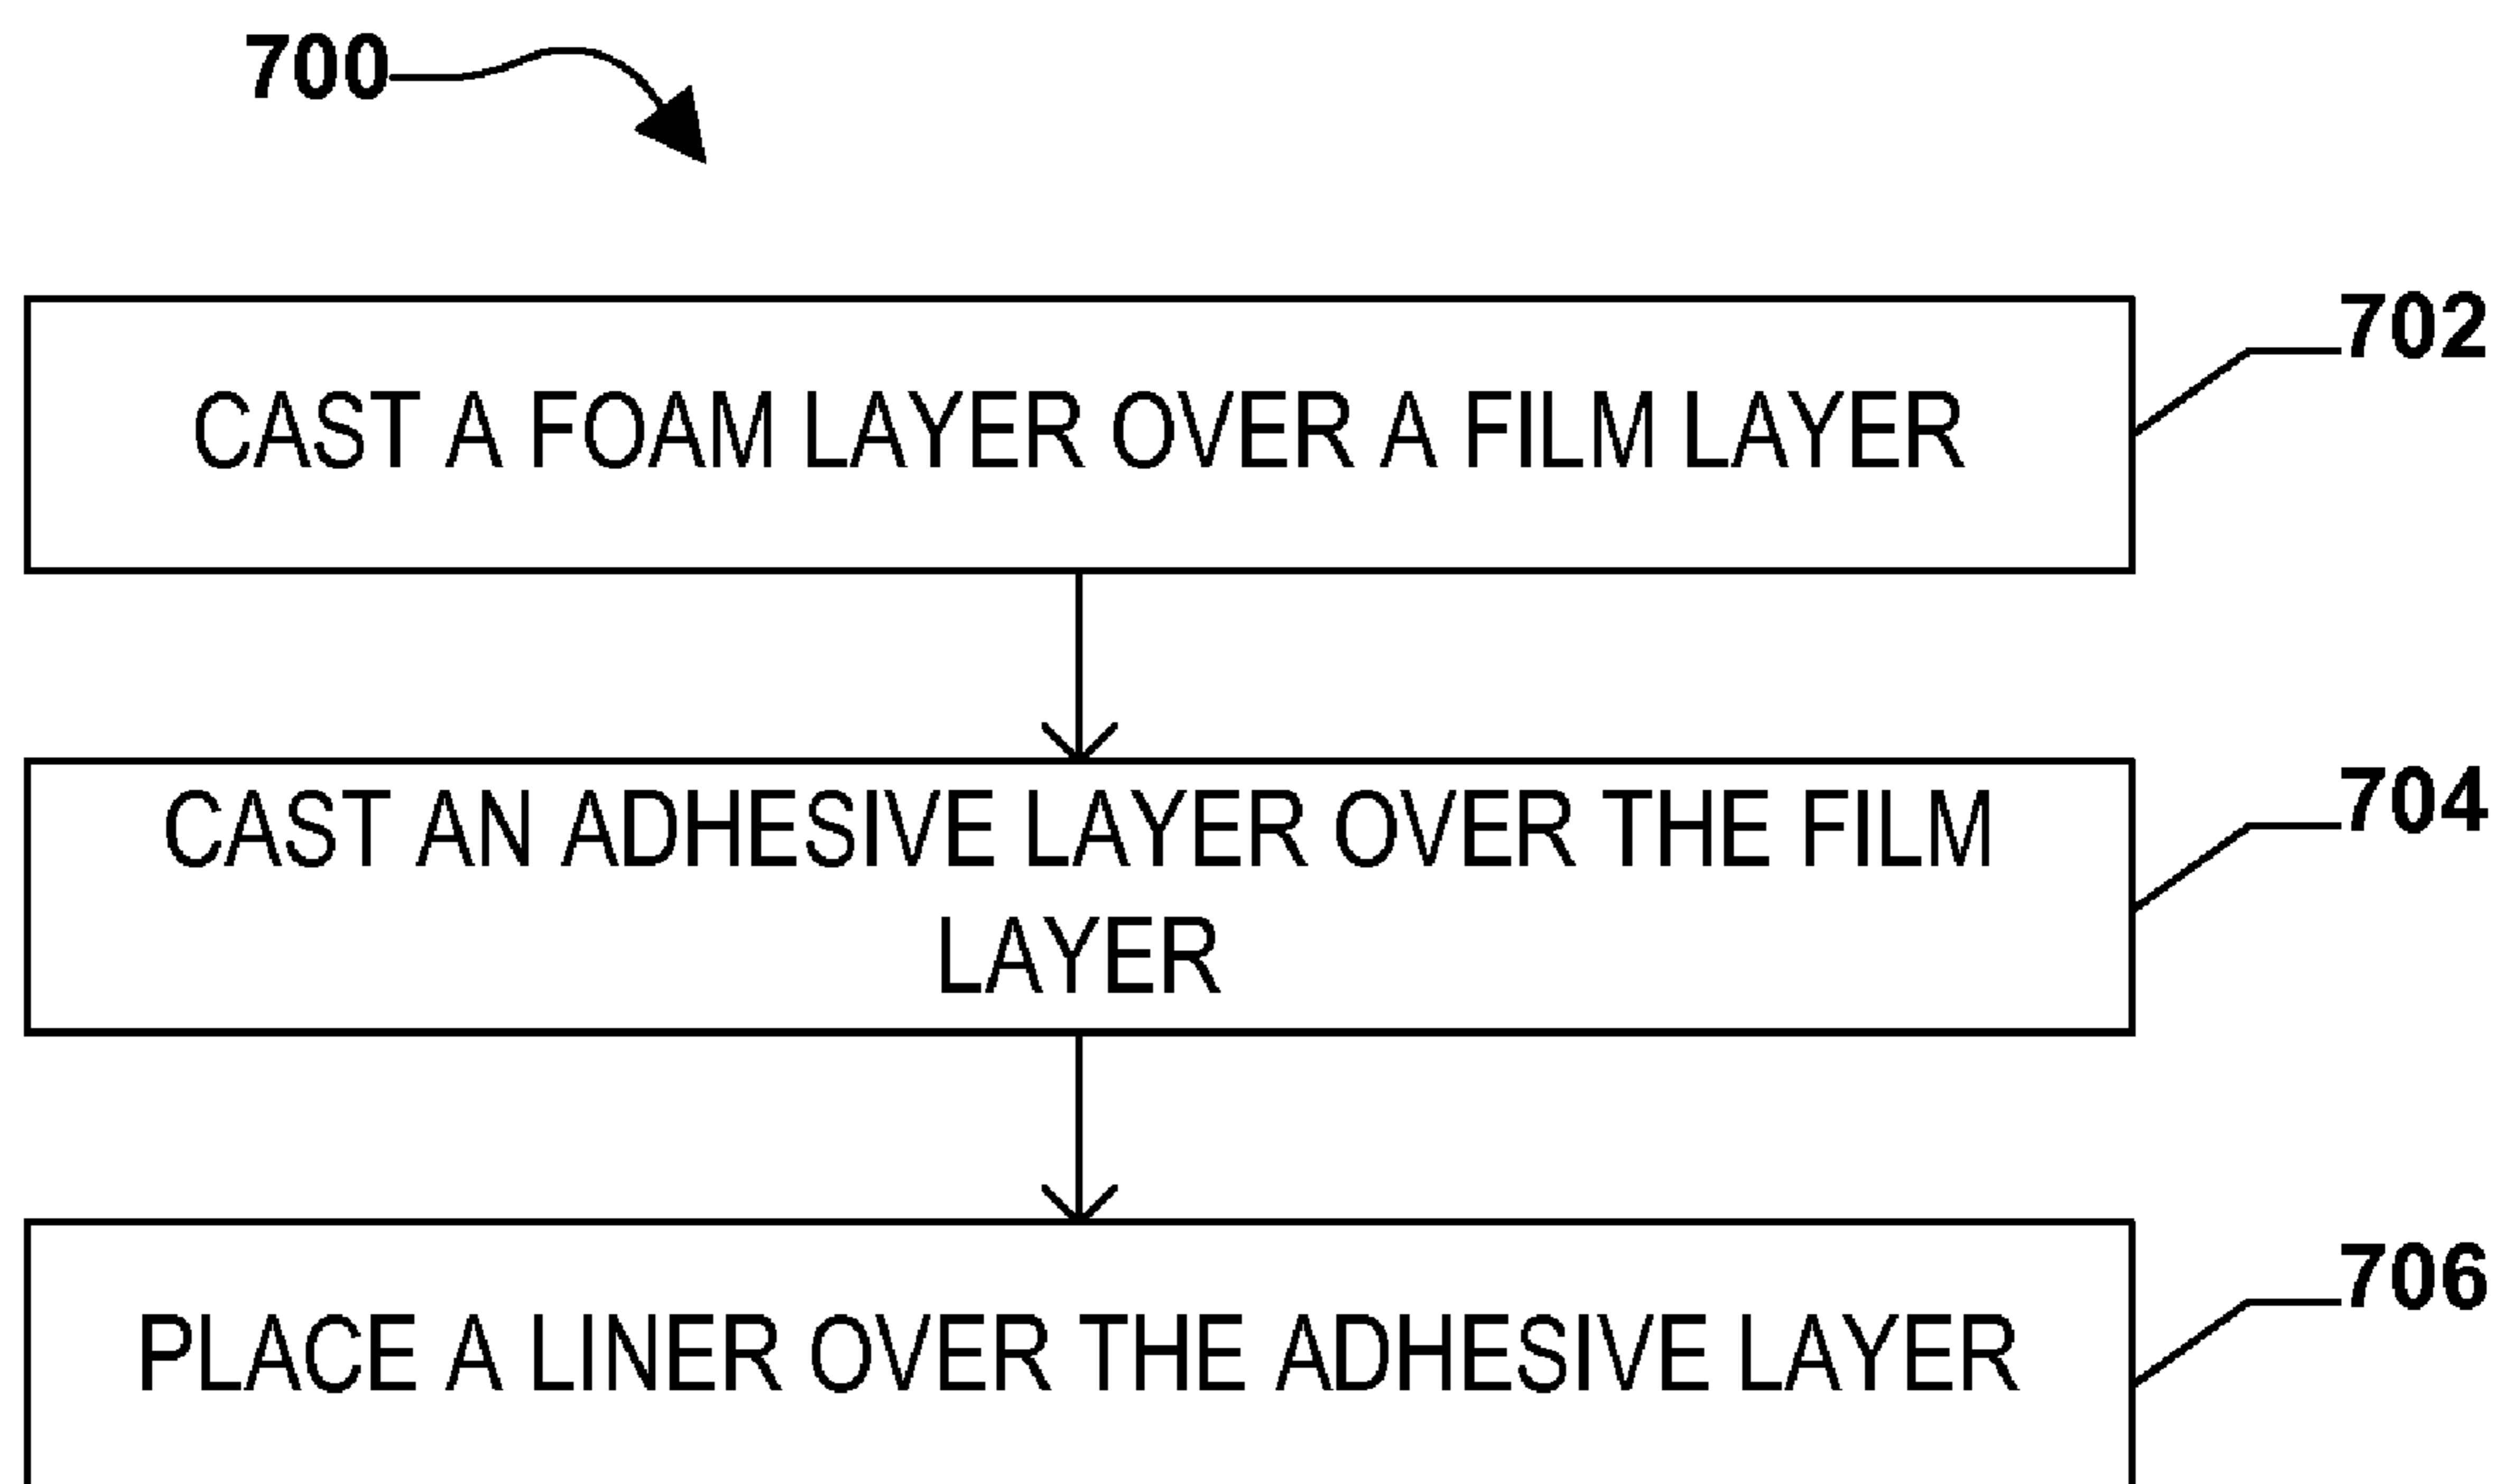 700
702
CAST A FOAM LAYER OVER A FILM LAYER
704
CAST AN ADHESIVE LAYER OVER THE FILM
LAYER
706
PLACE A LINER OVER THE ADHESIVE LAYER